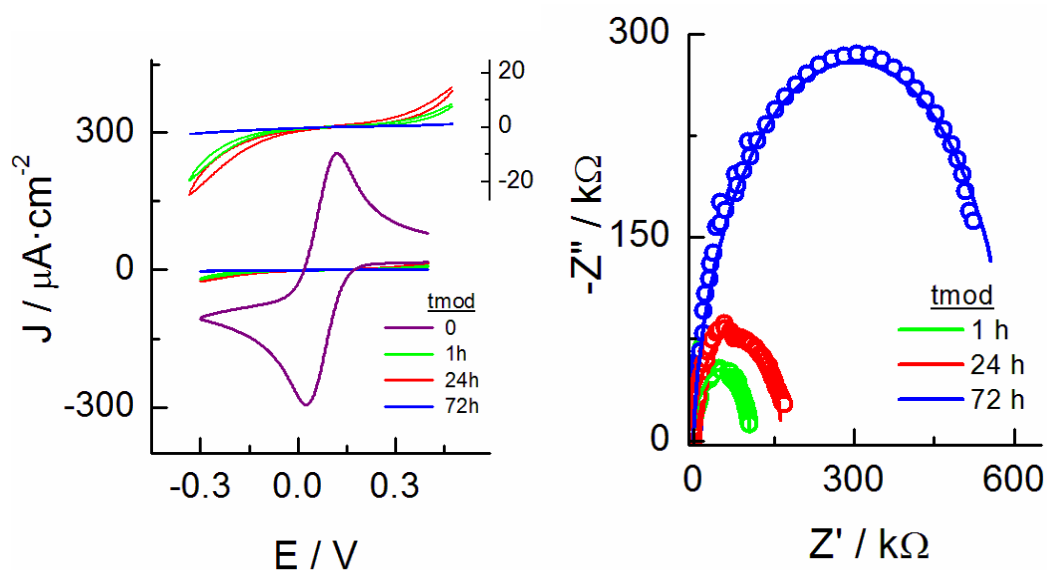 300
0
-300
J / μA·cm-2
20
0
-20
tmod
0
1h
24h
72h
-0.3
0.0
0.3
E / V
300
150
0
-Z" / kΩ
tmod
1 h
24 h
72 h
0
300
600
Z' / kΩ